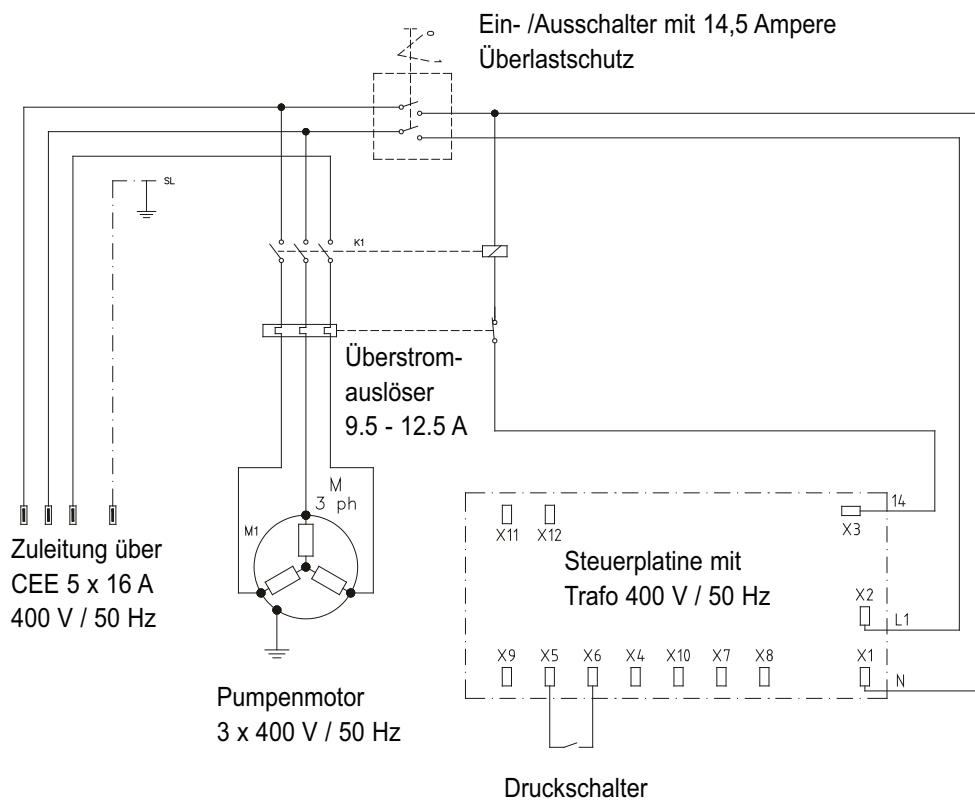 Ein- /Ausschalter mit 14,5 Ampere
Überlastschutz
0
1
SL
K1
Überstrom-
auslöser
9.5 - 12.5 A
M
3 ph
M1
Zuleitung über
CEE 5 x 16 A
400 V / 50 Hz
Pumpenmotor
3 x 400 V / 50 Hz
14
X11
X12
X3
Steuerplatine mit
Trafo 400 V / 50 Hz
X2
L1
X9
X5
X6
X4
X10
X7
X8
X1
N
Druckschalter